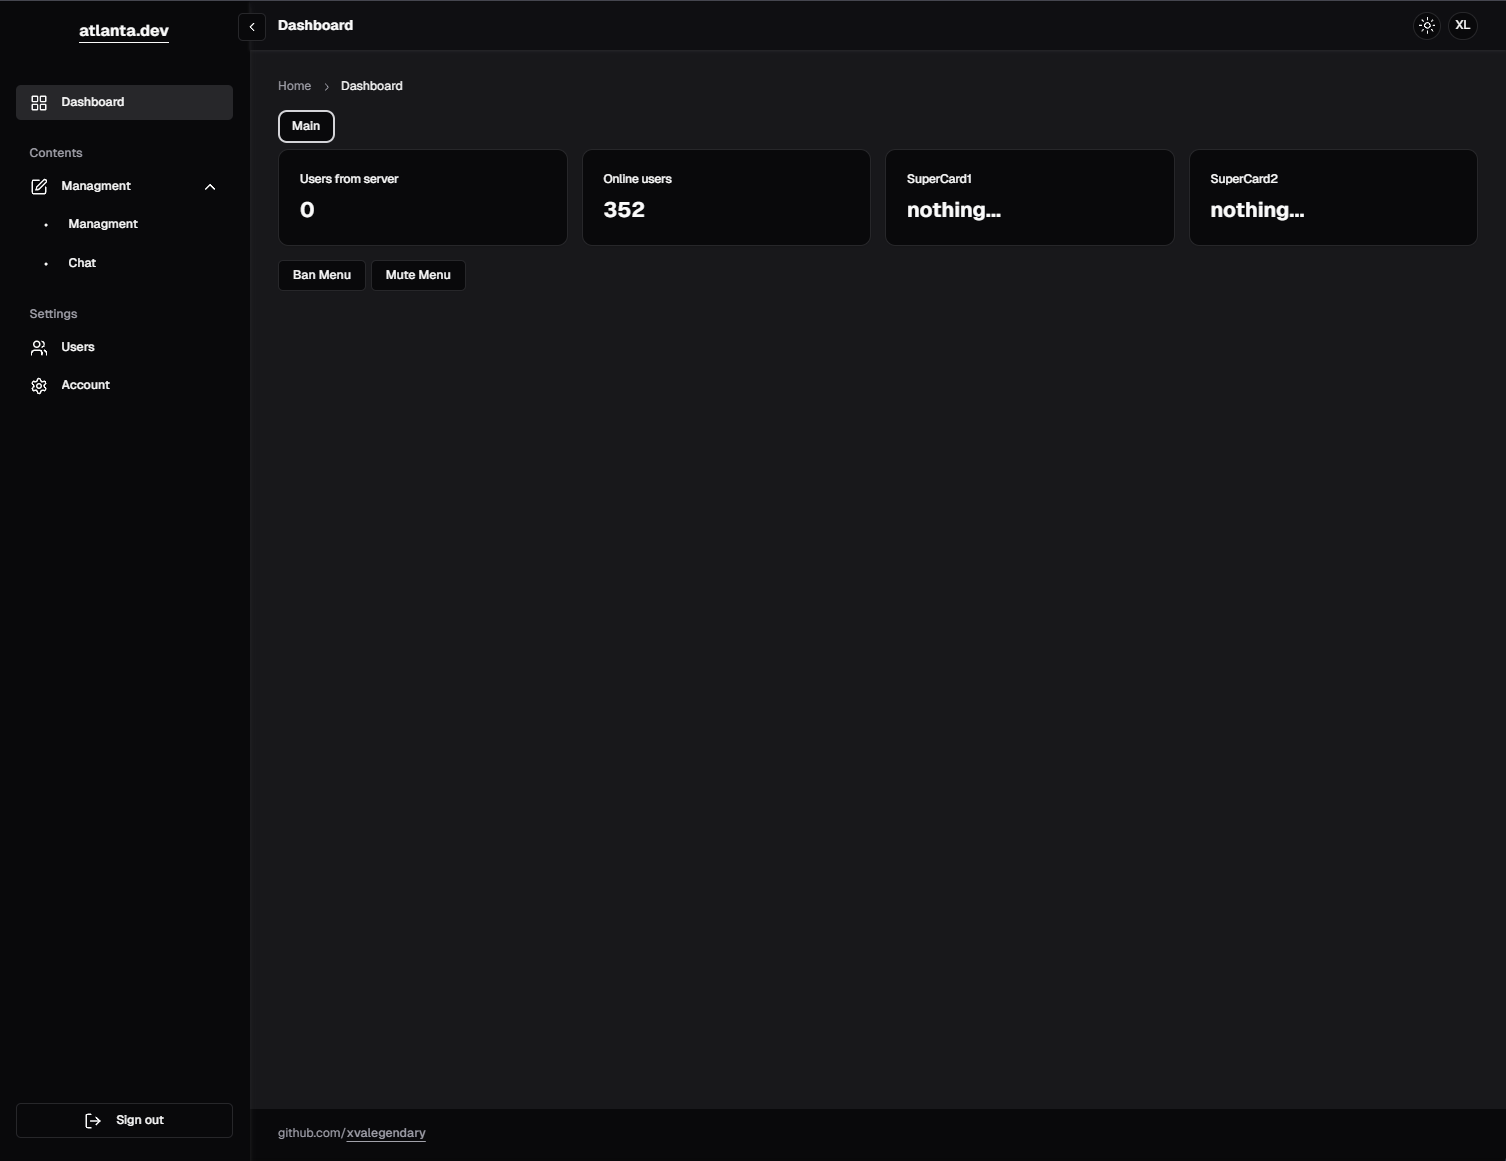 atlanta.dev
Dashboard
XL
Dashboard
Contents
Managment
Managment
Chat
Settings
Users
Account
Sign out
Home > Dashboard
Main
Users from server
0
Online users
352
SuperCard1
nothing...
SuperCard2
nothing...
Ban Menu
Mute Menu
github.com/xvalegendary